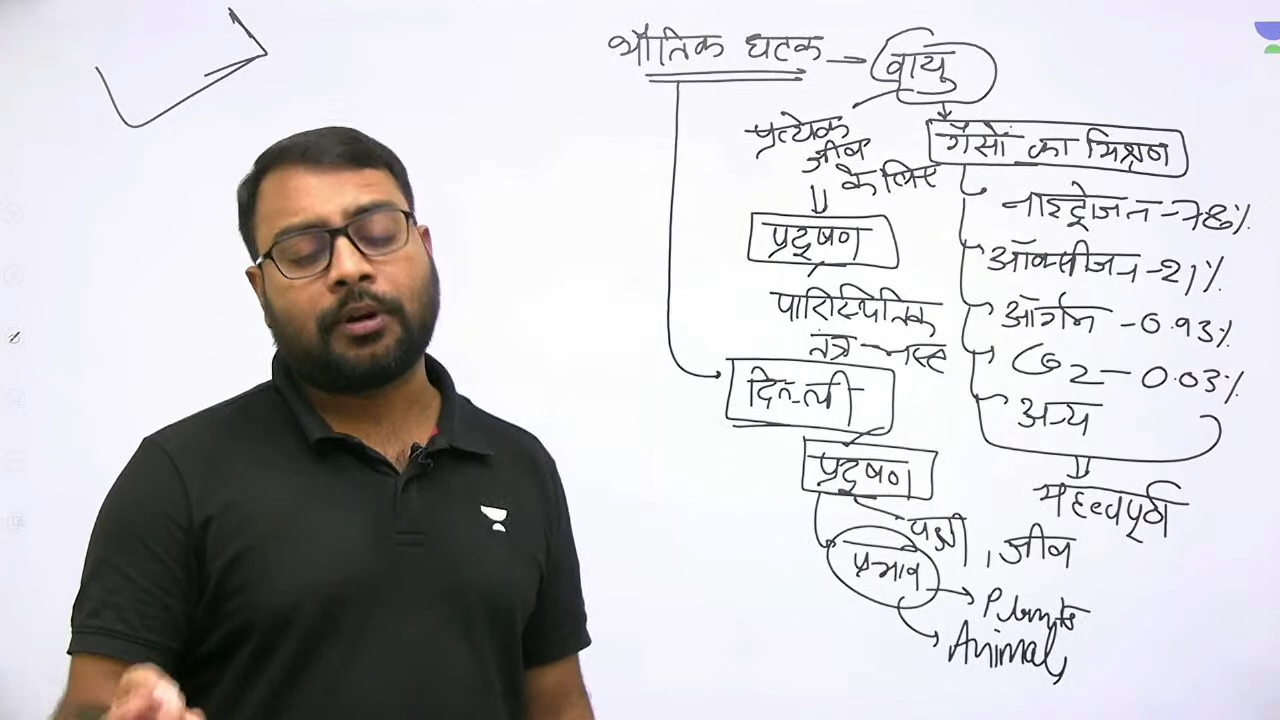 भौतिक घटक → वायु
प्रत्येक
जीव
के लिए
प्रदूषण
पारिस्थितिक
तंत्र
दिल्ली
प्रदूषण
पक्षी , जीव
प्रभाव
Plants
Animal,
गैसों का मिश्रण
नाइट्रोजन - 78%
ऑक्सीजन - 21%
ऑर्गन - 0.93%
CO2 - 0.03%
अन्य
महत्वपूर्ण